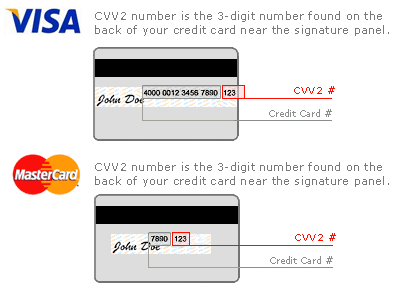 VISA
CVV2 number is the 3-digit number found on the
back of your credit card near the signature panel.
4000 0012 3456 7890 123
John Doe
CVV2 #
Credit Card #
MasterCard
CVV2 number is the 3-digit number found on the
back of your credit card near the signature panel.
7890 123
John Doe
CVV2 #
Credit Card #